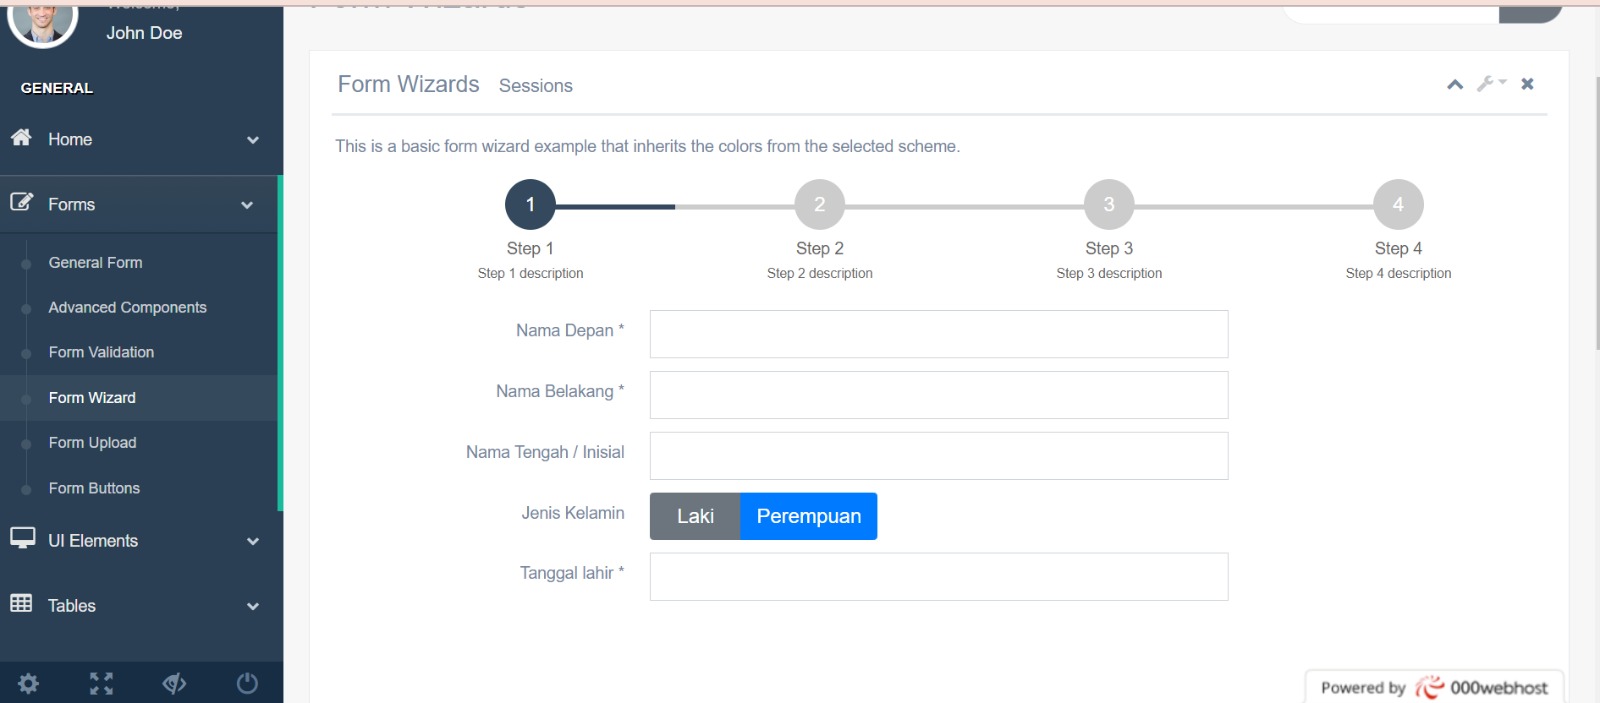 John Doe
GENERAL
Home
Forms
General Form
Advanced Components
Form Validation
Form Wizard
Form Upload
Form Buttons
UI Elements
Tables
Form Wizards Sessions
This is a basic form wizard example that inherits the colors from the selected scheme.
1 2 3 4
Step 1 Step 2 Step 3 Step 4
Step 1 description Step 2 description Step 3 description Step 4 description
Nama Depan *
Nama Belakang *
Nama Tengah / Inisial
Jenis Kelamin Laki Perempuan
Tanggal lahir *
Powered by 000webhost